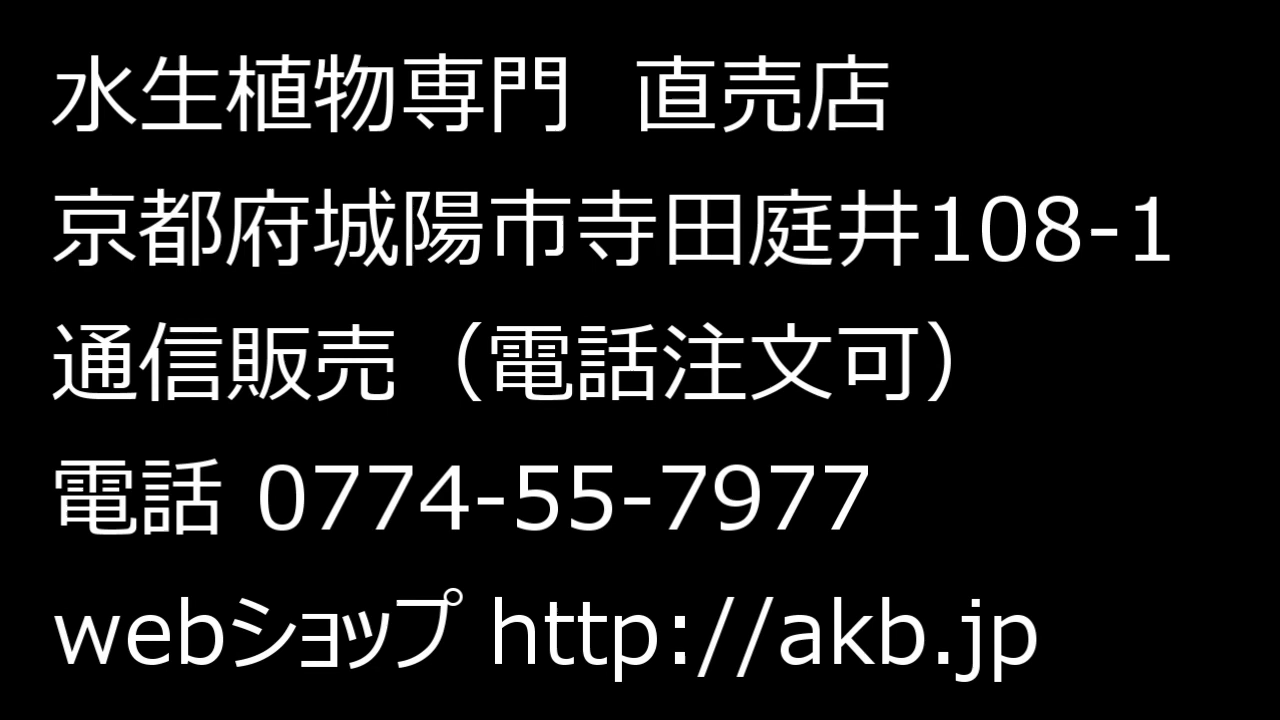 水生植物専門　直売店
京都府城陽市寺田庭井108-1
通信販売（電話注文可）
電話 0774-55-7977
webショップ http://akb.jp